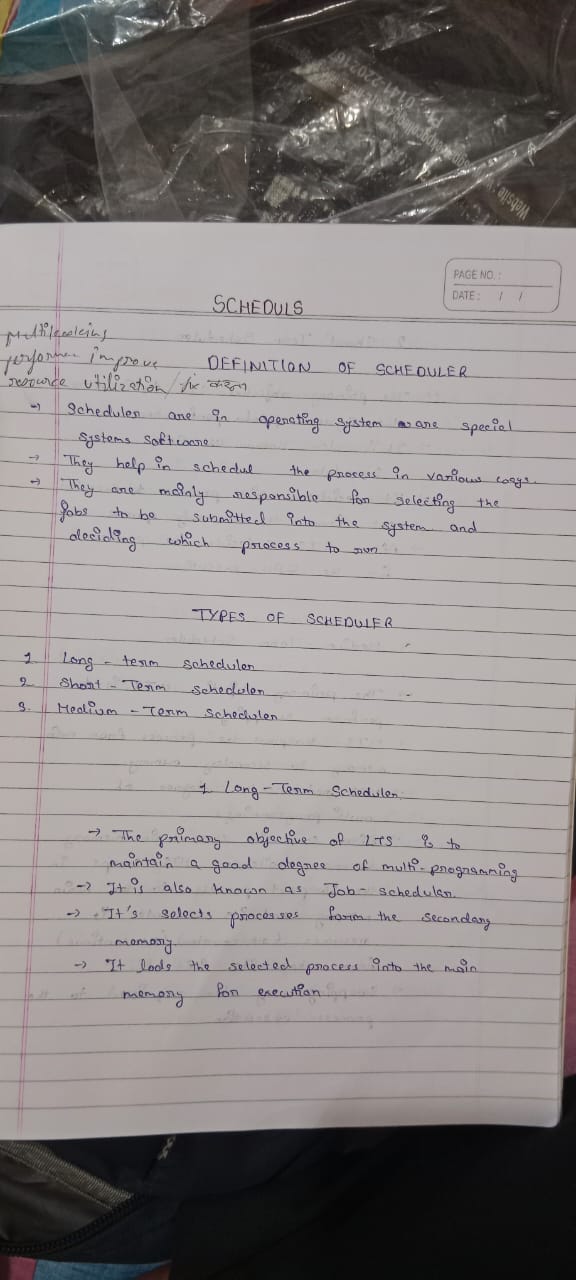 0141-2202167
Website
PAGE NO.:
DATE: / /
SCHEDULS
performen improve
resource utilization
DEFINITION OF SCHEDULER
→ Scheduler are in operating system are special
systems software
→ They help in schedul the process in various
→ They are mainly responsible for selecting the
jobs to be submitted into the system and
deciding which process to run
TYPES OF SCHEDULER
1 Long - term scheduler
2 Short - Term scheduler
3. Medium - Term Scheduler
1 Long - Term Scheduler
→ The primary objective of LTS is to
maintain a good degree of multi-programming
→ It is also known as Job - scheduler.
→ It's selects processes form the secondary
memory
→ It lods the selected process into the main
memory for execution